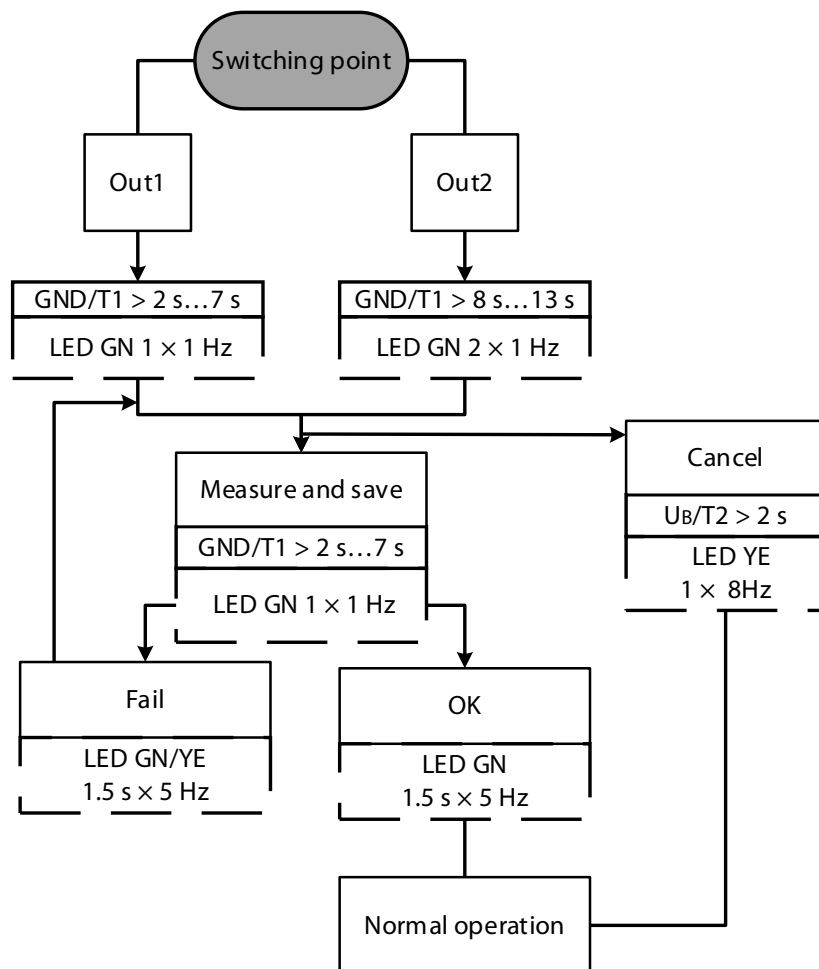 Switching point
Out1
Out2
GND/T1 > 2 s…7 s
LED GN 1 × 1 Hz
GND/T1 > 8 s…13 s
LED GN 2 × 1 Hz
Measure and save
GND/T1 > 2 s…7 s
LED GN 1 × 1 Hz
Cancel
UB/T2 > 2 s
LED YE
1 × 8Hz
Fail
LED GN/YE
1.5 s × 5 Hz
OK
LED GN
1.5 s × 5 Hz
Normal operation